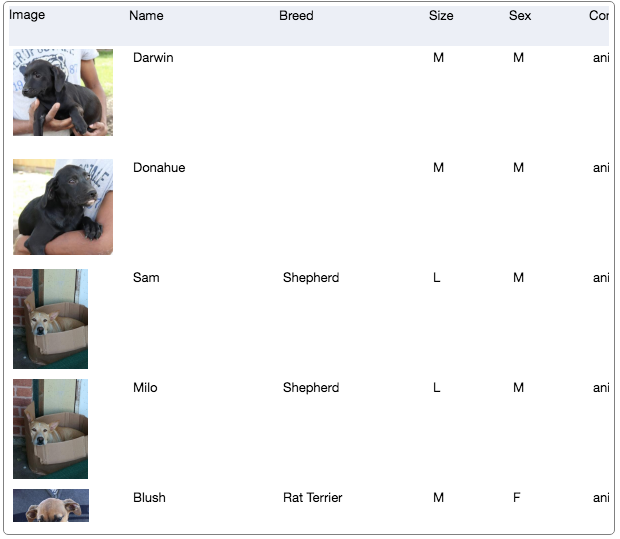 Image Name Breed Size Sex Cor
Darwin M M ani
Donahue M M ani
Sam Shepherd L M ani
Milo Shepherd L M ani
Blush Rat Terrier M F ani